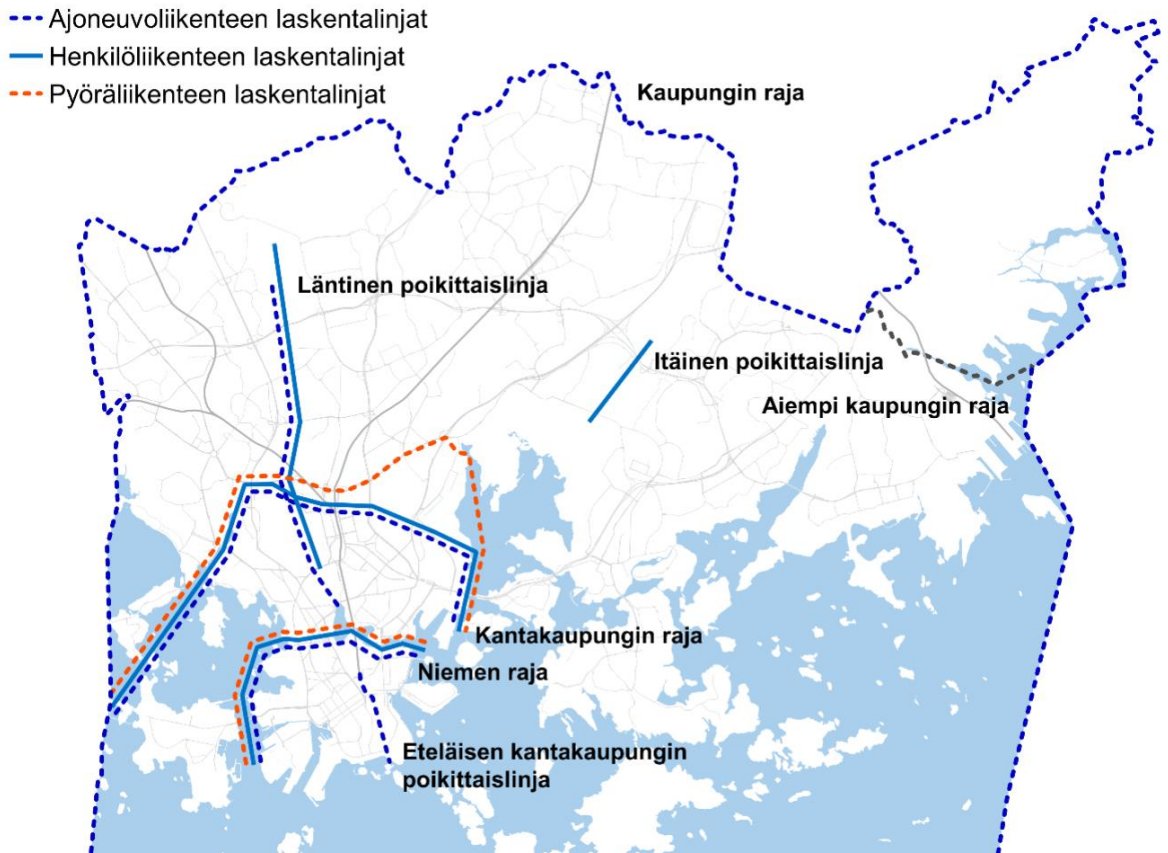 Ajoneuvoliikenteen laskentalinjat
Henkilöliikenteen laskentalinjat
Pyöräliikenteen laskentalinjat
Kaupungin raja
Läntinen poikittaislinja
Itäinen poikittaislinja
Aiempi kaupungin raja
Kantakaupungin raja
Niemen raja
Eteläisen kantakaupungin
poikittaislinja